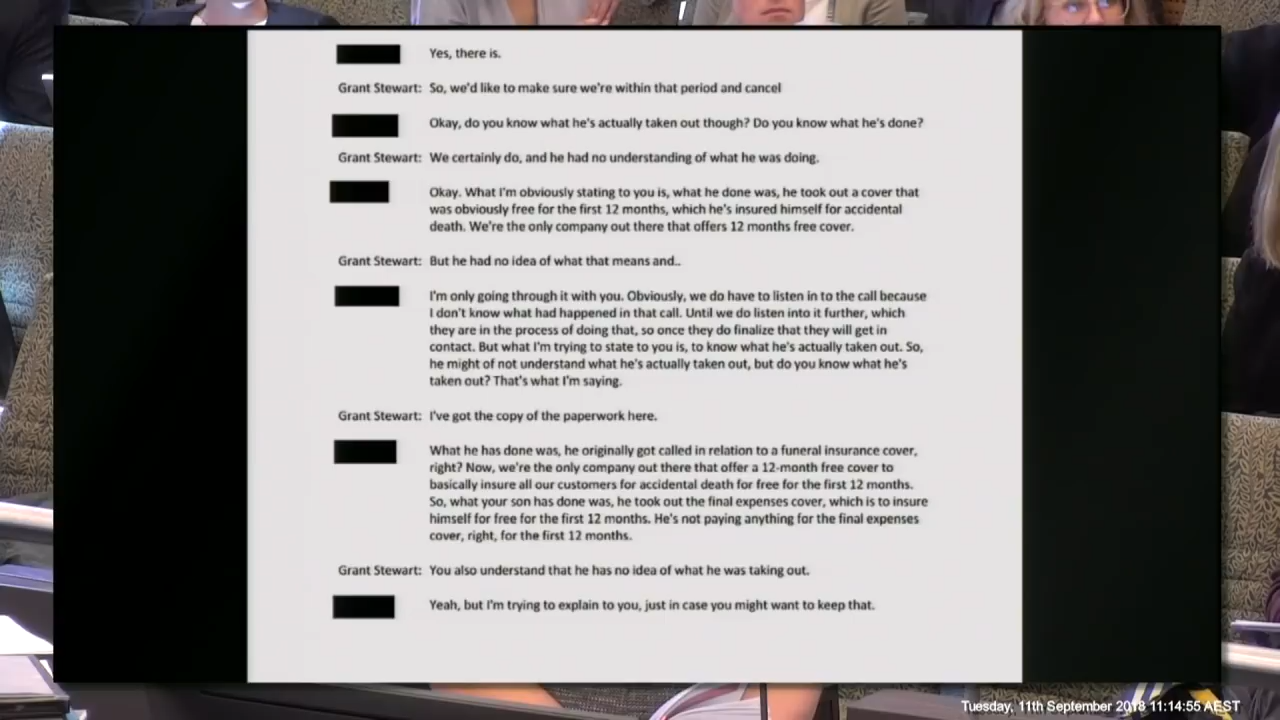 Yes, there is.
Grant Stewart: So, we'd like to make sure we're within that period and cancel
Okay, do you know what he's actually taken out though? Do you know what he's done?
Grant Stewart: We certainly do, and he had no understanding of what he was doing.
Okay. What I'm obviously stating to you is, what he done was, he took out a cover that
was obviously free for the first 12 months, which he's insured himself for accidental
death. We're the only company out there that offers 12 months free cover.
Grant Stewart: But he had no idea of what that means and..
I'm only going through it with you. Obviously, we do have to listen in to the call because
I don't know what had happened in that call. Until we do listen into it further, which
they are in the process of doing that, so once they do finalize that they will get in
contact. But what I'm trying to state to you is, to know what he's actually taken out. So,
he might of not understand what he's actually taken out, but do you know what he's
taken out? That's what I'm saying.
Grant Stewart: I've got the copy of the paperwork here.
What he has done was, he originally got called in relation to a funeral insurance cover,
right? Now, we're the only company out there that offer a 12-month free cover to
basically insure all our customers for accidental death for free for the first 12 months.
So, what your son has done was, he took out the final expenses cover, which is to insure
himself for free for the first 12 months. He's not paying anything for the final expenses
cover, right, for the first 12 months.
Grant Stewart: You also understand that he has no idea of what he was taking out.
Yeah, but I'm trying to explain to you, just in case you might want to keep that.
Tuesday, 11th September 2018 11:14:55 AEST